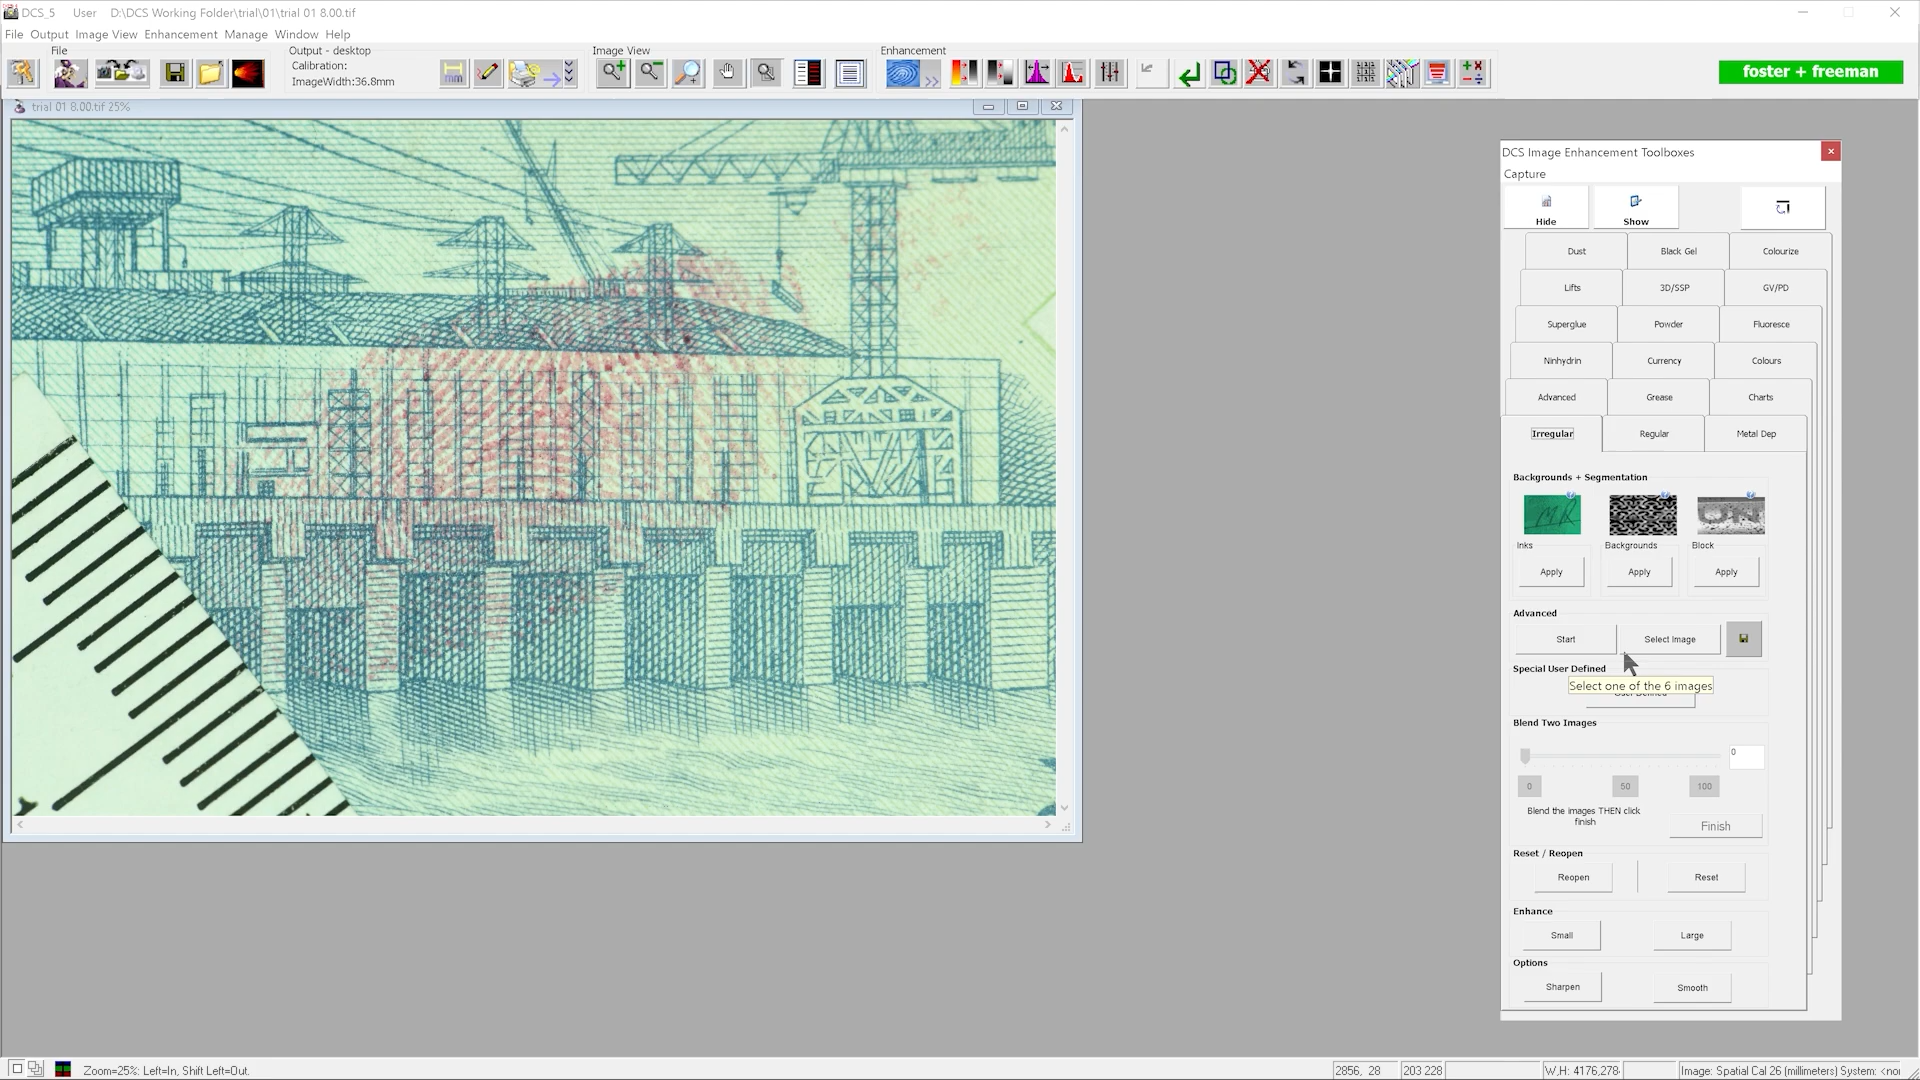 DCS_5 User D:\DCS Working Folder\trial\01\trial 01 8.00.tif
File Output Image View Enhancement Manage Window Help
File
Output - desktop
Calibration:
ImageWidth:36.8mm
Image View
Enhancement
foster + freeman
trial 01 8.00.tif 25%
DCS Image Enhancement Toolboxes
Capture
Hide Show
Dust Black Gel Colourize
Lifts 3D/SSP GV/PD
Superglue Powder Fluoresce
Ninhydrin Currency Colours
Advanced Grease Charts
Irregular Regular Metal Dep
Backgrounds + Segmentation
Inks Backgrounds Block
Apply Apply Apply
Advanced
Start Select Image
Special User Defined
Select one of the 6 images
Blend Two Images
0
0 50 100
Blend the images THEN click
finish
Finish
Reset / Reopen
Reopen Reset
Enhance
Small Large
Options
Sharpen Smooth
Zoom=25%: Left=In, Shift Left=Out.
2856, 28 203 228 W,H: 4176,278 Image: Spatial Cal 26 (millimeters) System: <nor